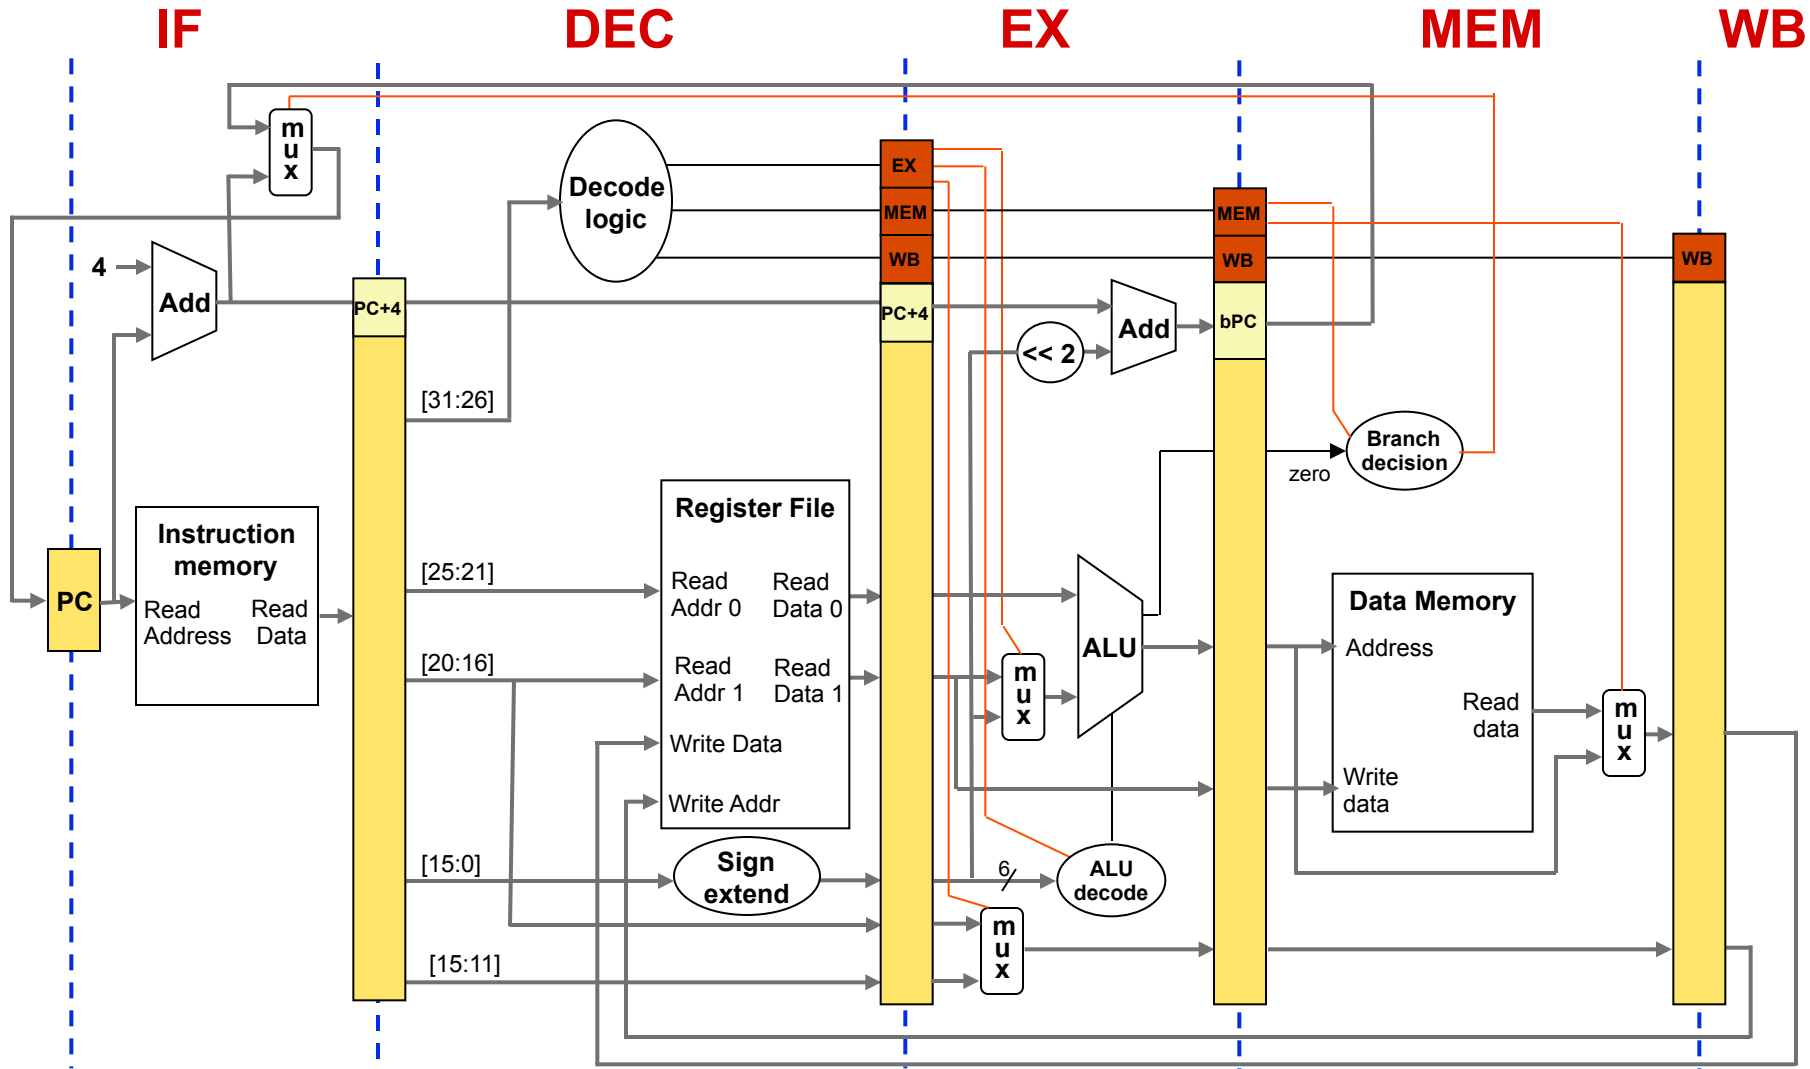 IF
DEC
EX
MEM
WB
m
u
x
4
Add
PC
Instruction
memory
Read
Address
Read
Data
PC+4
[31:26]
[25:21]
[20:16]
[15:0]
[15:11]
Decode
logic
Register File
Read
Addr 0
Read
Data 0
Read
Addr 1
Read
Data 1
Write Data
Write Addr
Sign
extend
EX
MEM
WB
PC+4
<< 2
Add
ALU
m
u
x
6
ALU
decode
m
u
x
MEM
WB
bPC
zero
Branch
decision
Data Memory
Address
Read
data
Write
data
m
u
x
WB